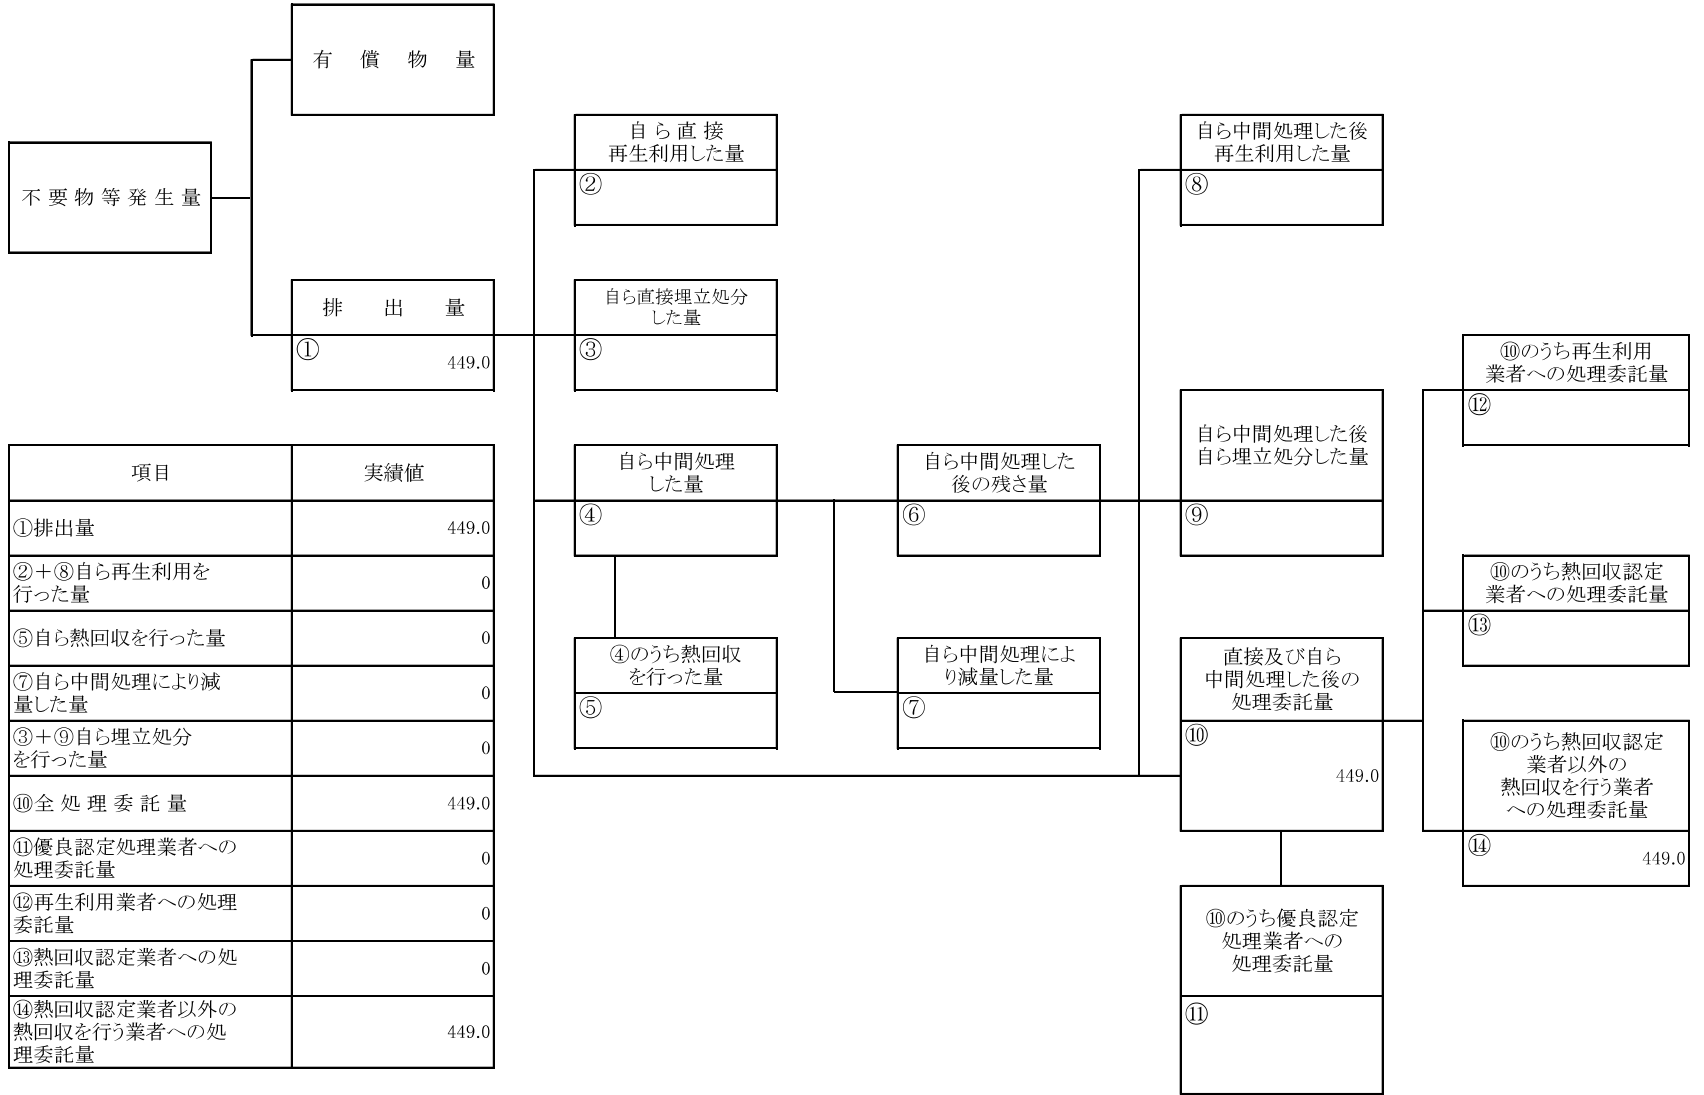 有償物量
不要物等発生量
排出量
①
449.0
自ら直接
再生利用した量
②
自ら直接埋立処分
した量
③
自ら中間処理
した量
④
④のうち熱回収
を行った量
⑤
自ら中間処理した
後の残さ量
⑥
自ら中間処理によ
り減量した量
⑦
自ら中間処理した後
再生利用した量
⑧
自ら中間処理した後
自ら埋立処分した量
⑨
直接及び自ら
中間処理した後の
処理委託量
⑩
449.0
⑩のうち優良認定
処理業者への
処理委託量
⑪
⑩のうち再生利用
業者への処理委託量
⑫
⑩のうち熱回収認定
業者への処理委託量
⑬
⑩のうち熱回収認定
業者以外の
熱回収を行う業者
への処理委託量
⑭
449.0
項目 実績値
①排出量 449.0
②＋⑧自ら再生利用を
行った量 0
⑤自ら熱回収を行った量 0
⑦自ら中間処理により減
量した量 0
③＋⑨自ら埋立処分
を行った量 0
⑩全処理委託量 449.0
⑪優良認定処理業者への
処理委託量 0
⑫再生利用業者への処理
委託量 0
⑬熱回収認定業者への処
理委託量 0
⑭熱回収認定業者以外の
熱回収を行う業者への処
理委託量 449.0